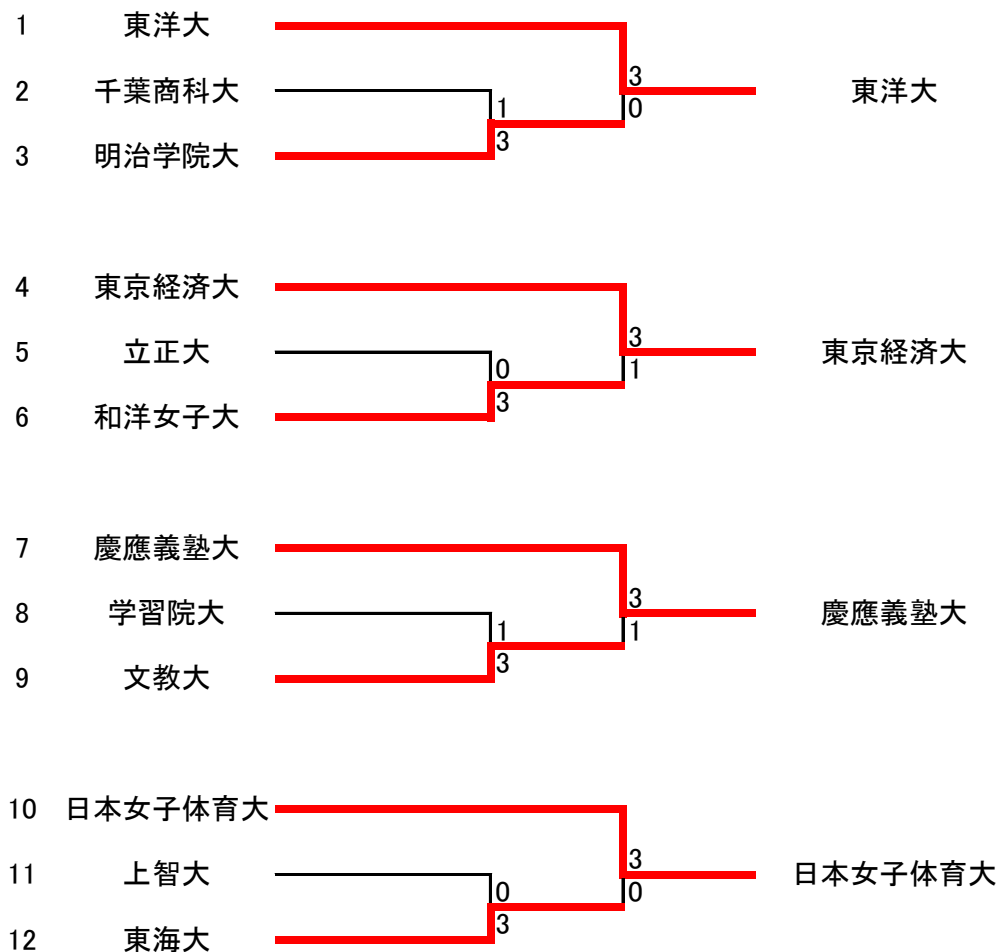 1 東洋大
3
2 千葉商科大 東洋大
1 0
3
3 明治学院大
4 東京経済大
3
5 立正大 東京経済大
0 1
3
6 和洋女子大
7 慶應義塾大
3
8 学習院大 慶應義塾大
1 1
3
9 文教大
10 日本女子体育大
3
11 上智大 日本女子体育大
0 0
3
12 東海大